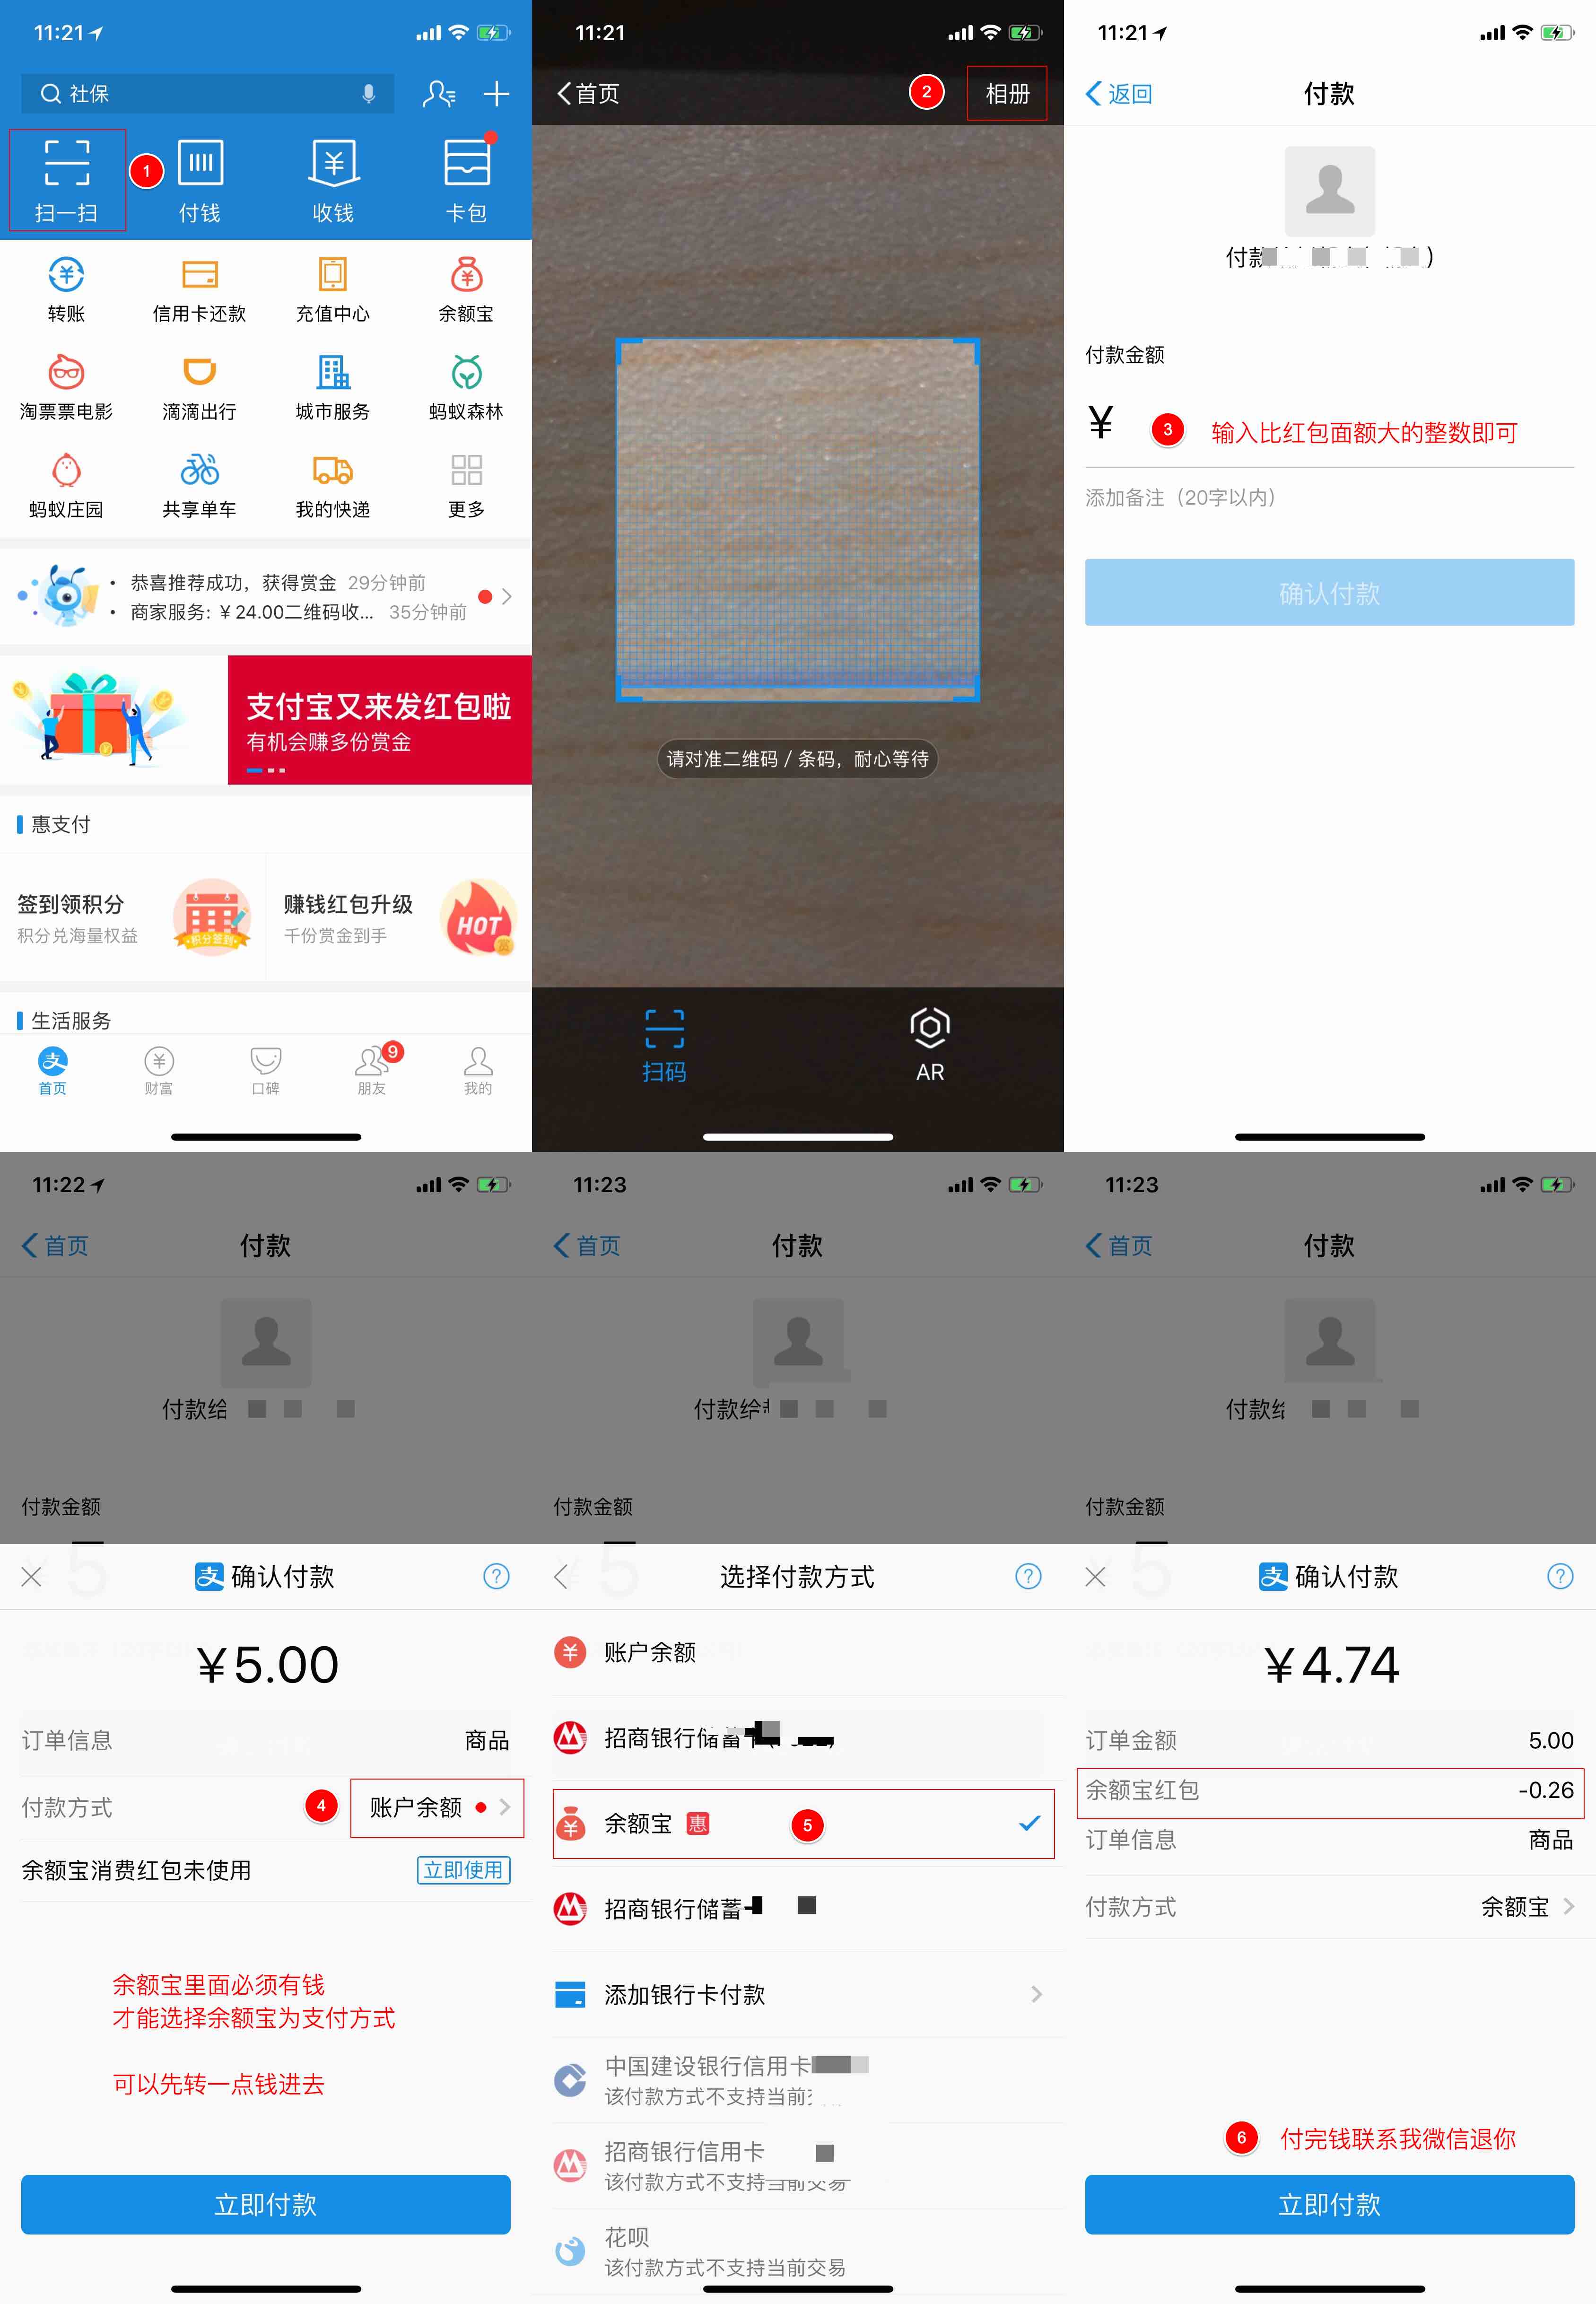 11:21
社保
扫一扫
1
付钱
收钱
卡包
转账
信用卡还款
充值中心
余额宝
淘票票电影
滴滴出行
城市服务
蚂蚁森林
蚂蚁庄园
共享单车
我的快递
更多
恭喜推荐成功，获得赏金 29分钟前
商家服务: ¥24.00二维码收... 35分钟前
支付宝又来发红包啦
有机会赚多份赏金
惠支付
签到领积分
积分兑海量权益
积分签到
赚钱红包升级
千份赏金到手
HOT
赏
生活服务
首页
财富
口碑
朋友
9
我的
11:21
首页
2
相册
请对准二维码 / 条码，耐心等待
扫码
AR
11:21
返回
付款
付款
付款金额
¥
3
输入比红包面额大的整数即可
添加备注（20字以内）
确认付款
11:22
首页
付款
付款给
付款金额
确认付款
¥5.00
订单信息
商品
付款方式
4
账户余额
余额宝消费红包未使用
立即使用
余额宝里面必须有钱
才能选择余额宝为支付方式
可以先转一点钱进去
立即付款
11:23
首页
付款
付款给
付款金额
选择付款方式
账户余额
招商银行储蓄
余额宝 惠
5
招商银行储蓄
添加银行卡付款
中国建设银行信用卡
该付款方式不支持当前
招商银行信用卡
该付款方式不支持当前交易
花呗
该付款方式不支持当前交易
11:23
首页
付款
付款给
付款金额
确认付款
¥4.74
订单金额
5.00
余额宝红包
-0.26
订单信息
商品
付款方式
余额宝
6
付完钱联系我微信退你
立即付款